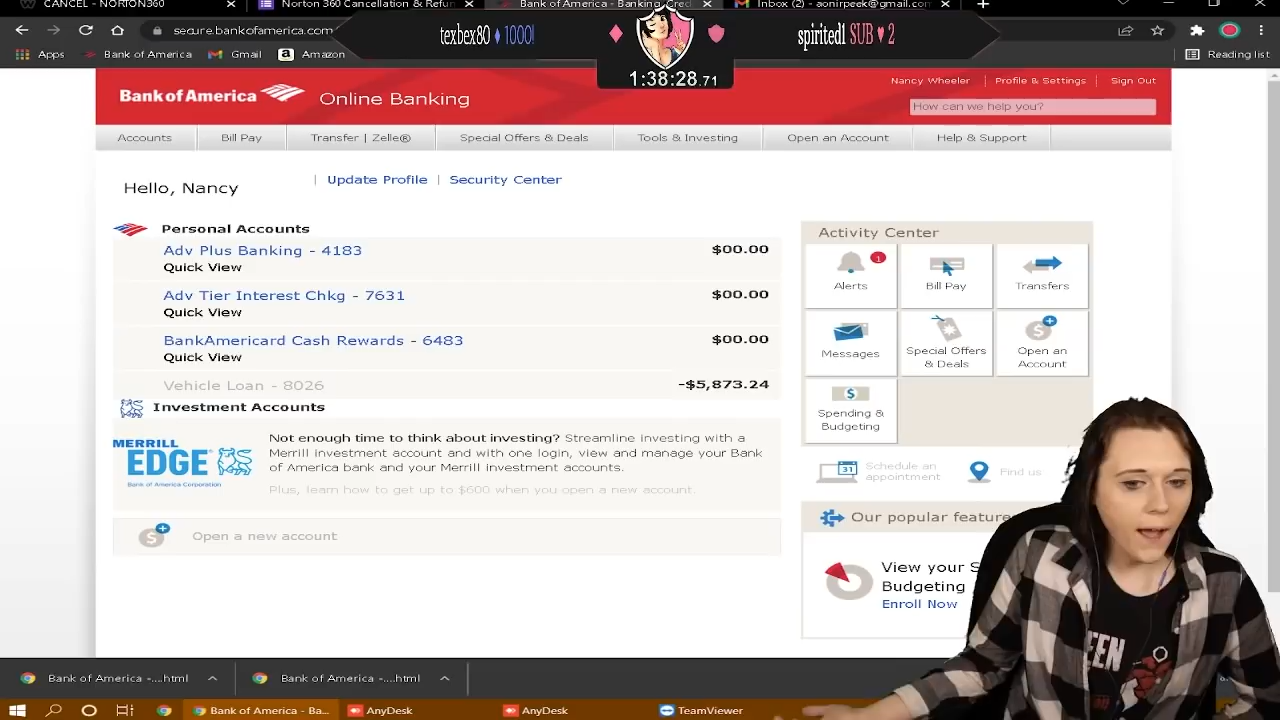 CANCEL - NORTON360
Norton 360 Cancellation & Refun
Bank of America - Banking, Cred
Inbox (2) - aonirpeek@gmail.com
secure.bankofamerica.com
texbex80 1000!
spiritedl SUB 2
1:38:28.71
Apps
Bank of America
Gmail
Amazon
Reading list
Bank of America
Online Banking
Nancy Wheeler
Profile & Settings
Sign Out
How can we help you?
Accounts
Bill Pay
Transfer | Zelle®
Special Offers & Deals
Tools & Investing
Open an Account
Help & Support
Hello, Nancy
Update Profile
Security Center
Personal Accounts
Adv Plus Banking - 4183
$00.00
Quick View
Adv Tier Interest Chkg - 7631
$00.00
Quick View
BankAmericard Cash Rewards - 6483
$00.00
Quick View
Vehicle Loan - 8026
-$5,873.24
Investment Accounts
MERRILL
EDGE
Bank of America Corporation
Not enough time to think about investing? Streamline investing with a
Merrill investment account and with one login, view and manage your Bank
of America bank and your Merrill investment accounts.
Plus, learn how to get up to $600 when you open a new account.
Open a new account
Activity Center
1
Alerts
Bill Pay
Transfers
Messages
Special Offers
& Deals
Open an
Account
Spending &
Budgeting
31
Schedule an
appointment
Find us
Our popular feature
View your S
Budgeting
Enroll Now
EEN
Bank of America -....html
Bank of America -....html
Bank of America - Ba...
AnyDesk
AnyDesk
TeamViewer